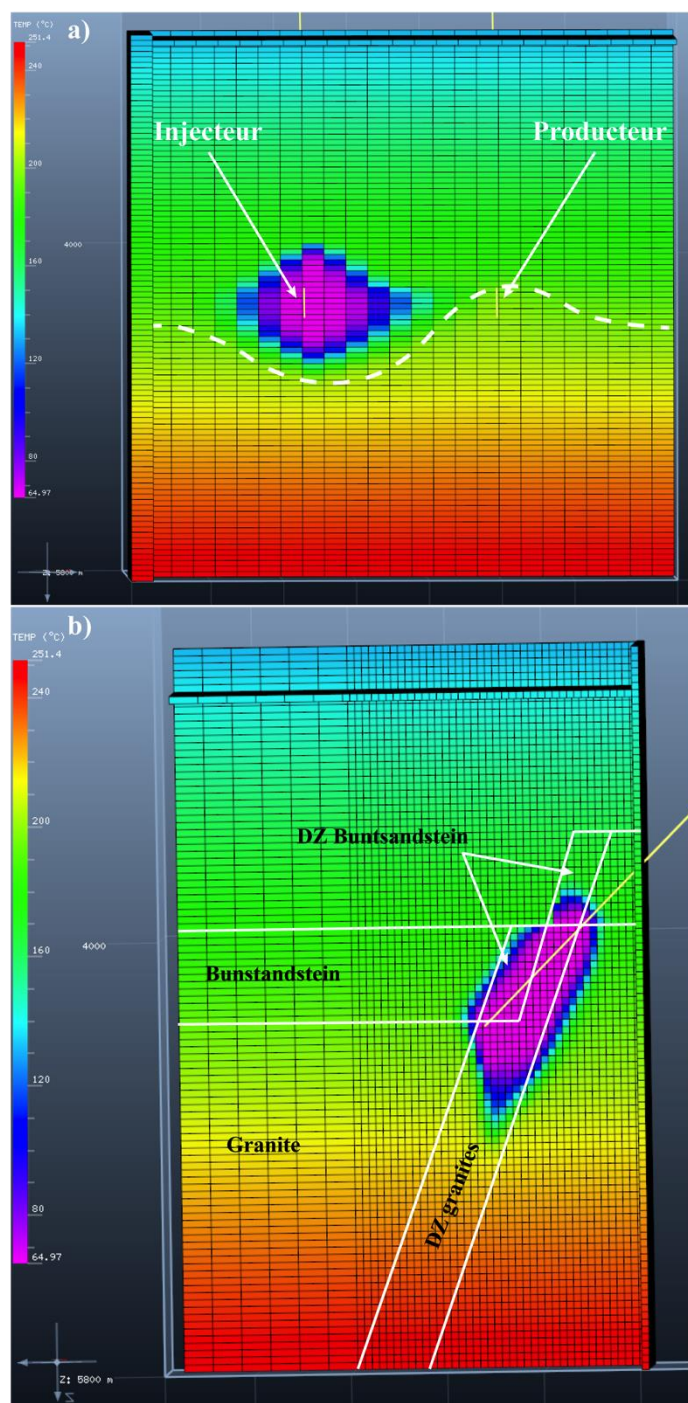 TEMP (°C)
a)
251.4
240
200
160
120
80
64.97
Injecteur
Producteur
4000
Z: 5800 m
TEMP (°C)
b)
251.4
240
200
160
120
80
64.97
DZ Buntsandstein
4000
Bunstandstein
Granite
DZ granites
Z: 5800 m
Z